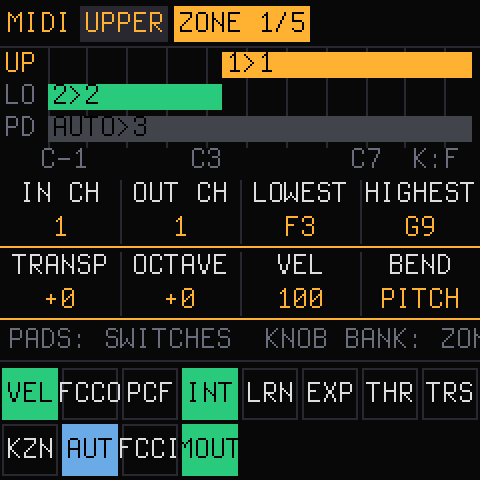 MIDI UPPER ZONE 1/5
UP 1>1
LO 2>2
PD AUTO>3
C-1 C3 C7 K:F
IN CH OUT CH LOWEST HIGHEST
1 1 F3 G9
TRANSP OCTAVE VEL BEND
+0 +0 100 PITCH
PADS: SWITCHES KNOB BANK: ZON
VEL FCCO PCF INT LRN EXP THR TRS
KZN AUT FCCI MOUT